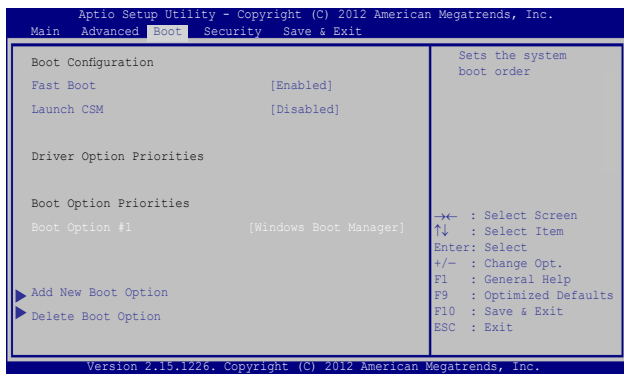 Aptio Setup Utility - Copyright (C) 2012 American Megatrends, Inc.
Main Advanced Boot Security Save & Exit
Boot Configuration
Fast Boot [Enabled]
Launch CSM [Disabled]
Driver Option Priorities
Boot Option Priorities
Boot Option #1 [Windows Boot Manager]
Add New Boot Option
Delete Boot Option
Sets the system
boot order
→← : Select Screen
↑↓ : Select Item
Enter: Select
+/— : Change Opt.
F1 : General Help
F9 : Optimized Defaults
F10 : Save & Exit
ESC : Exit
Version 2.15.1226. Copyright (C) 2012 American Megatrends, Inc.